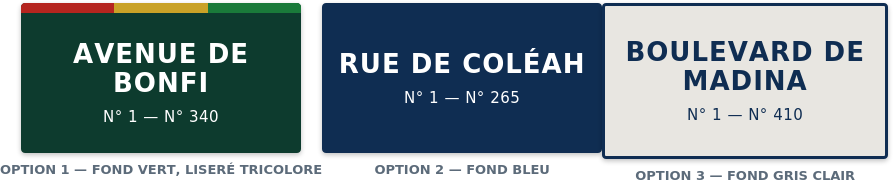 AVENUE DE
BONFI
N° 1 — N° 340
OPTION 1 — FOND VERT, LISERÉ TRICOLORE
RUE DE COLÉAH
N° 1 — N° 265
OPTION 2 — FOND BLEU
BOULEVARD DE
MADINA
N° 1 — N° 410
OPTION 3 — FOND GRIS CLAIR